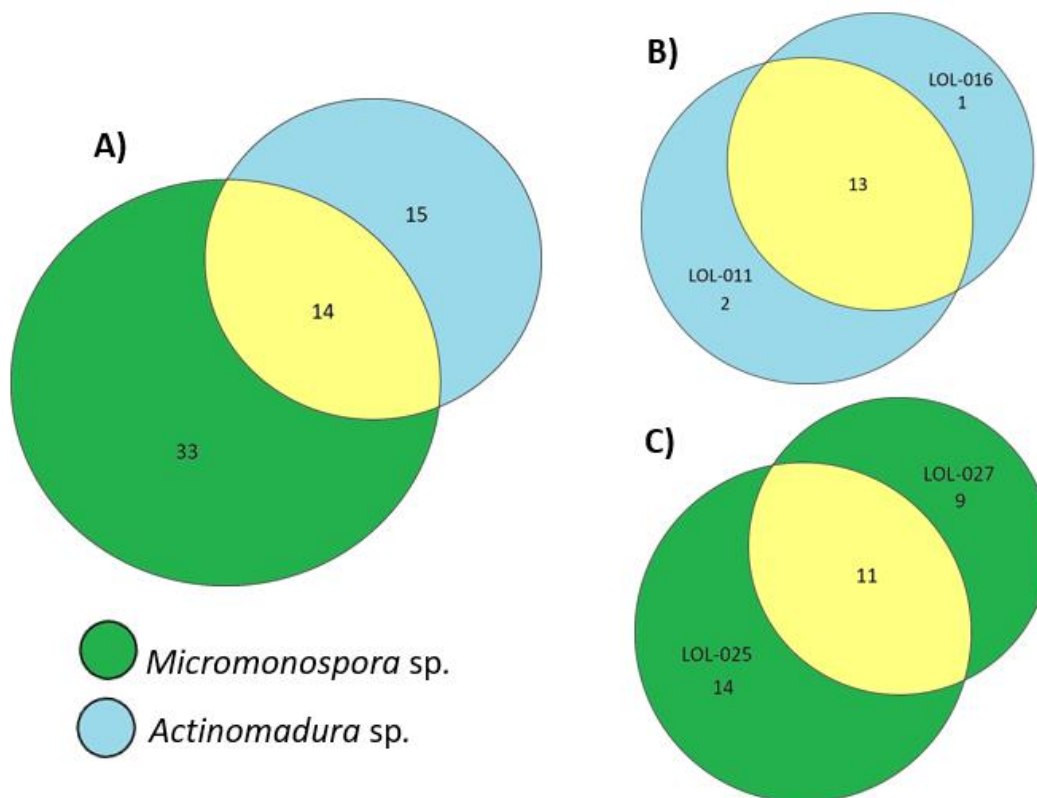 A)
15
14
33
Micromonospora sp.
Actinomadura sp.
B)
LOL-016
1
13
LOL-011
2
C)
LOL-027
9
11
LOL-025
14